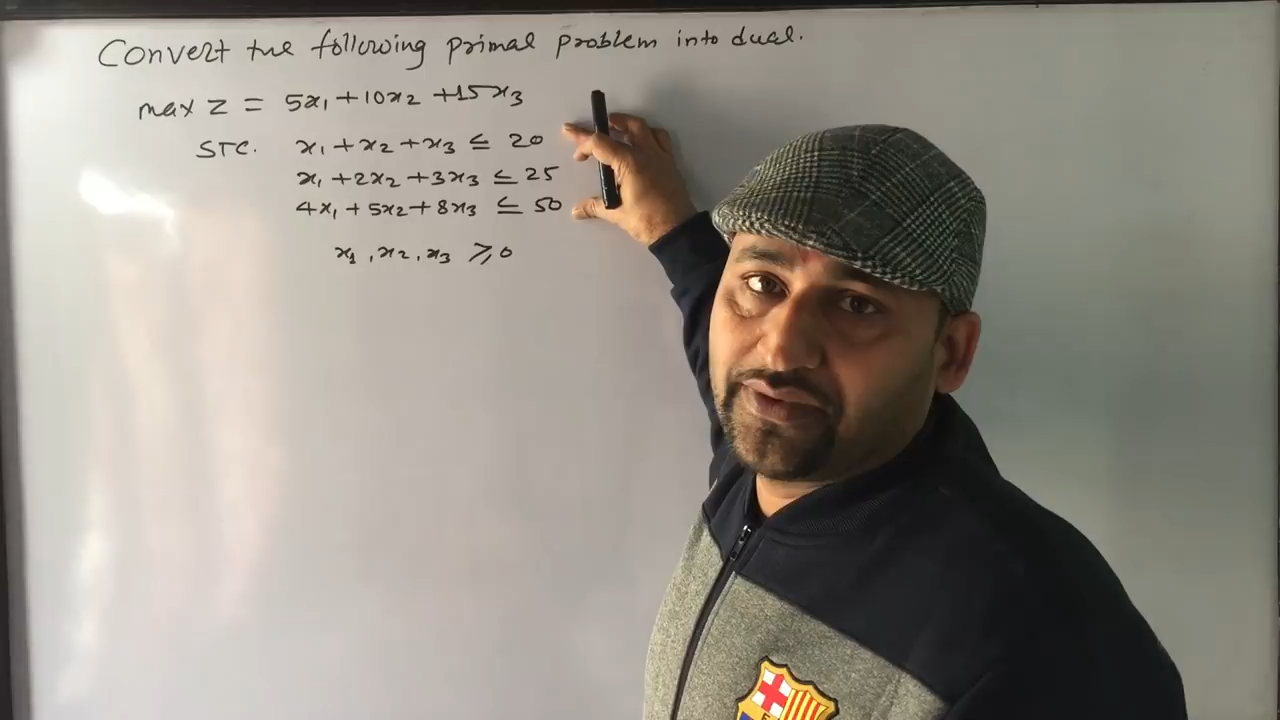 Convert the following primal problem into dual.
max Z = 5x₁ + 10x₂ + 15x₃
STC. x₁ + x₂ + x₃ ≤ 20
x₁ + 2x₂ + 3x₃ ≤ 25
4x₁ + 5x₂ + 8x₃ ≤ 50
x₁, x₂, x₃ ≥ 0